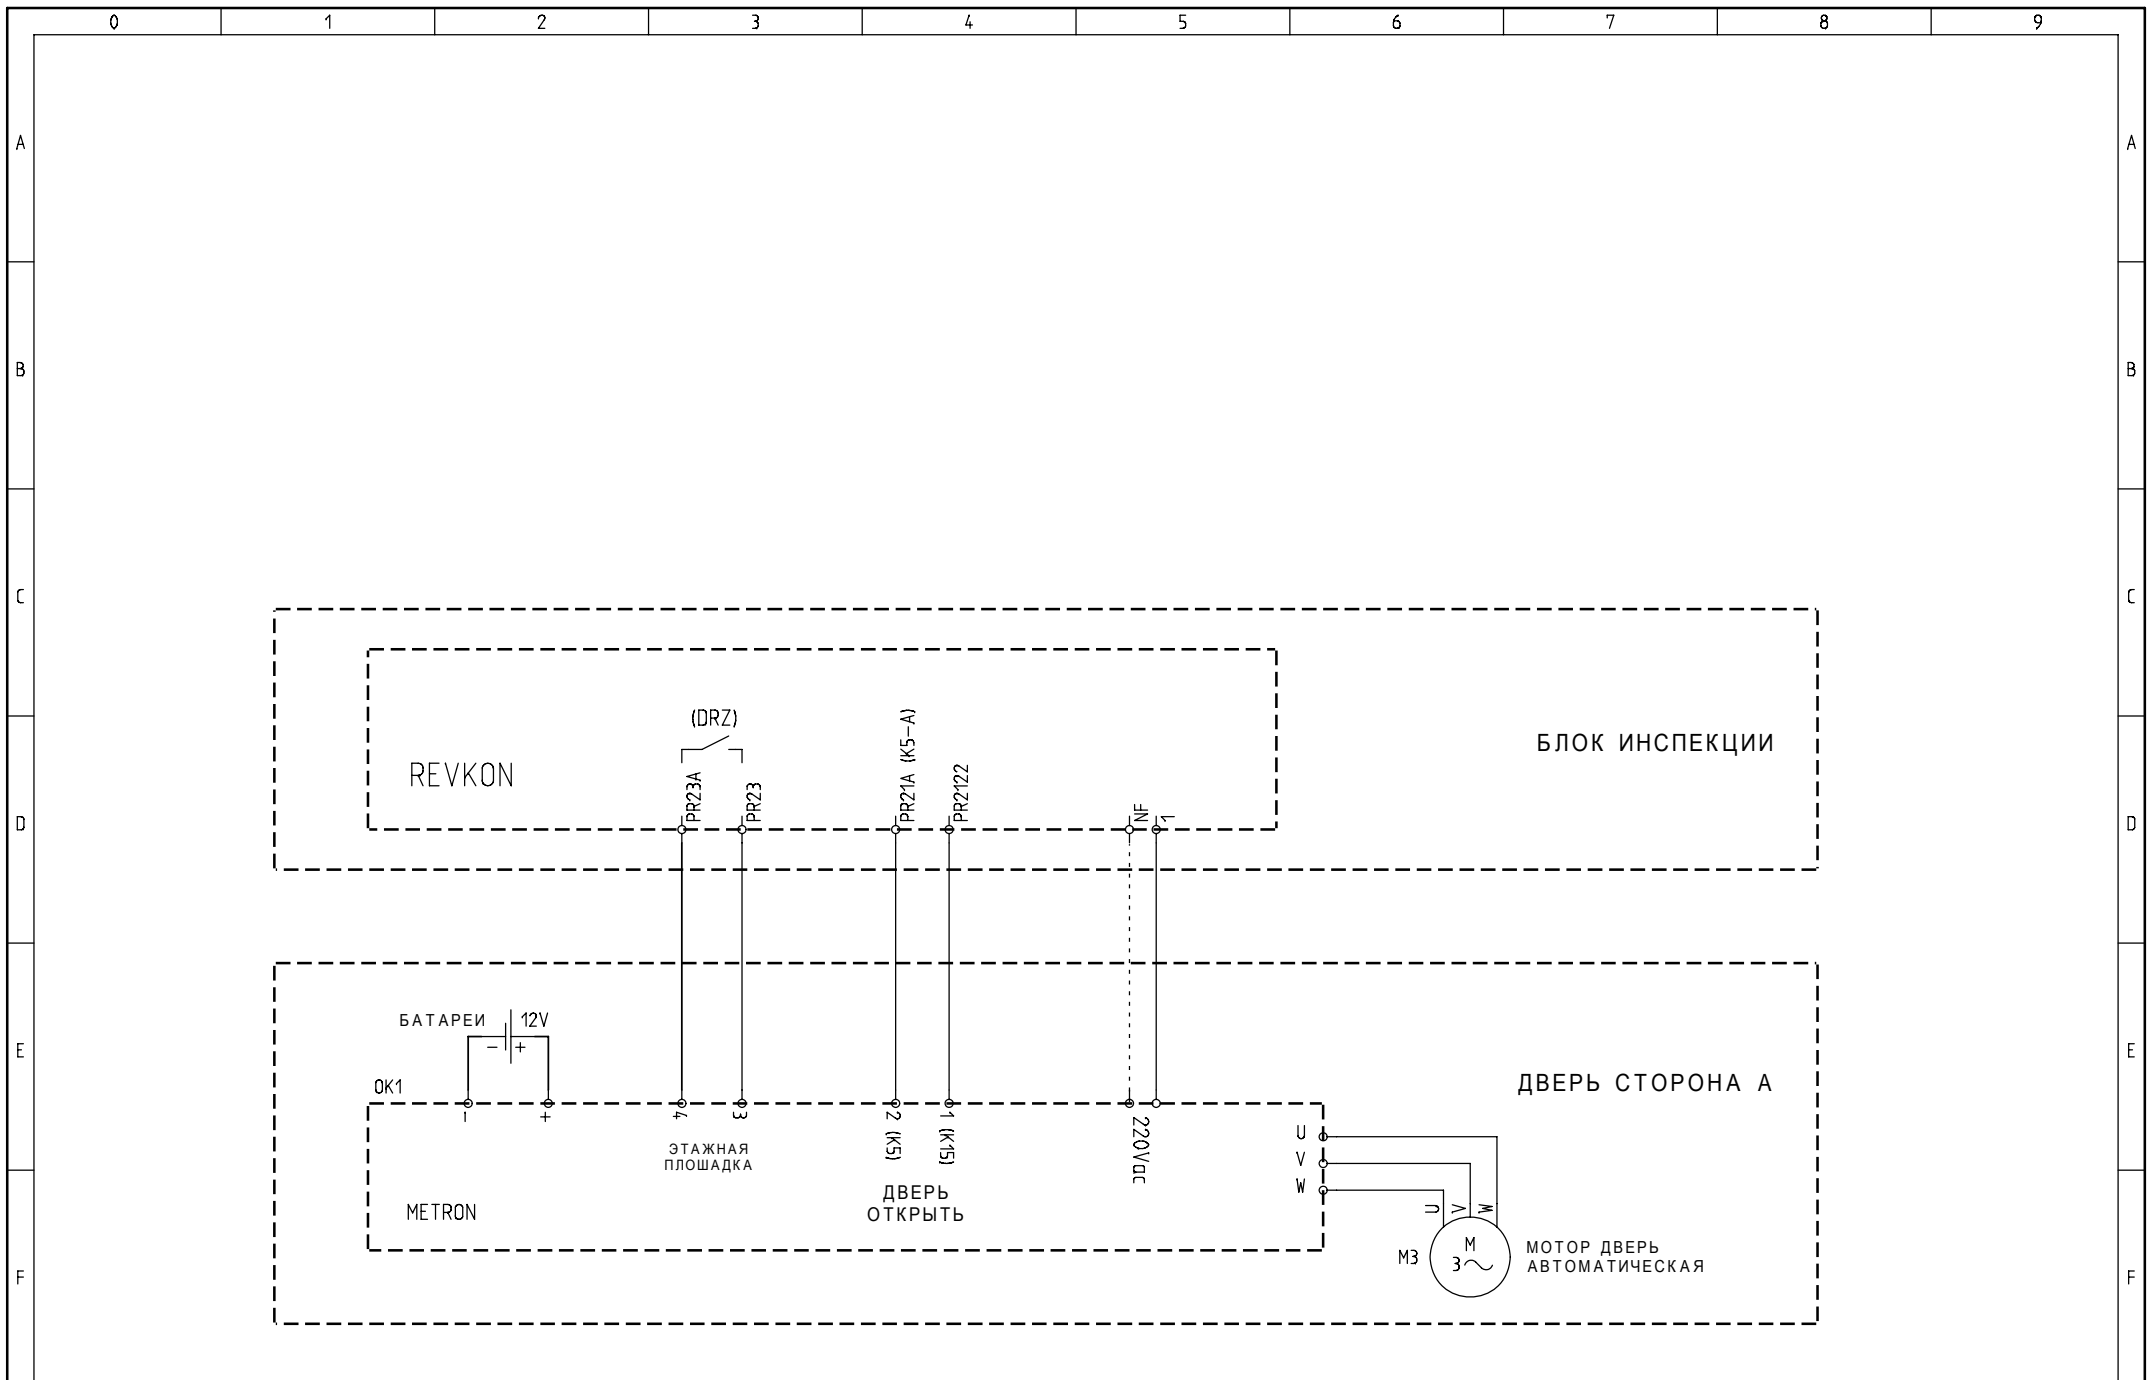 0 1 2 3 4 5 6 7 8 9
A A
B B
C C
(DRZ)
PR23A
PR23
PR21A (K5-A)
PR2122
NF
1
REVKON
БЛОК ИНСПЕКЦИИ
D D
БАТАРЕИ
12V
- +
E E
ДВЕРЬ СТОРОНА А
OK1
-
+
4
3
2 (K5)
1 (K15)
220Vac
ЭТАЖНАЯ
ПЛОШАДКА
ДВЕРЬ
ОТКРЫТЬ
METRON
U
V
W
U V W
M3
M
3~
МОТОР ДВЕРЬ
АВТОМАТИЧЕСКАЯ
F F